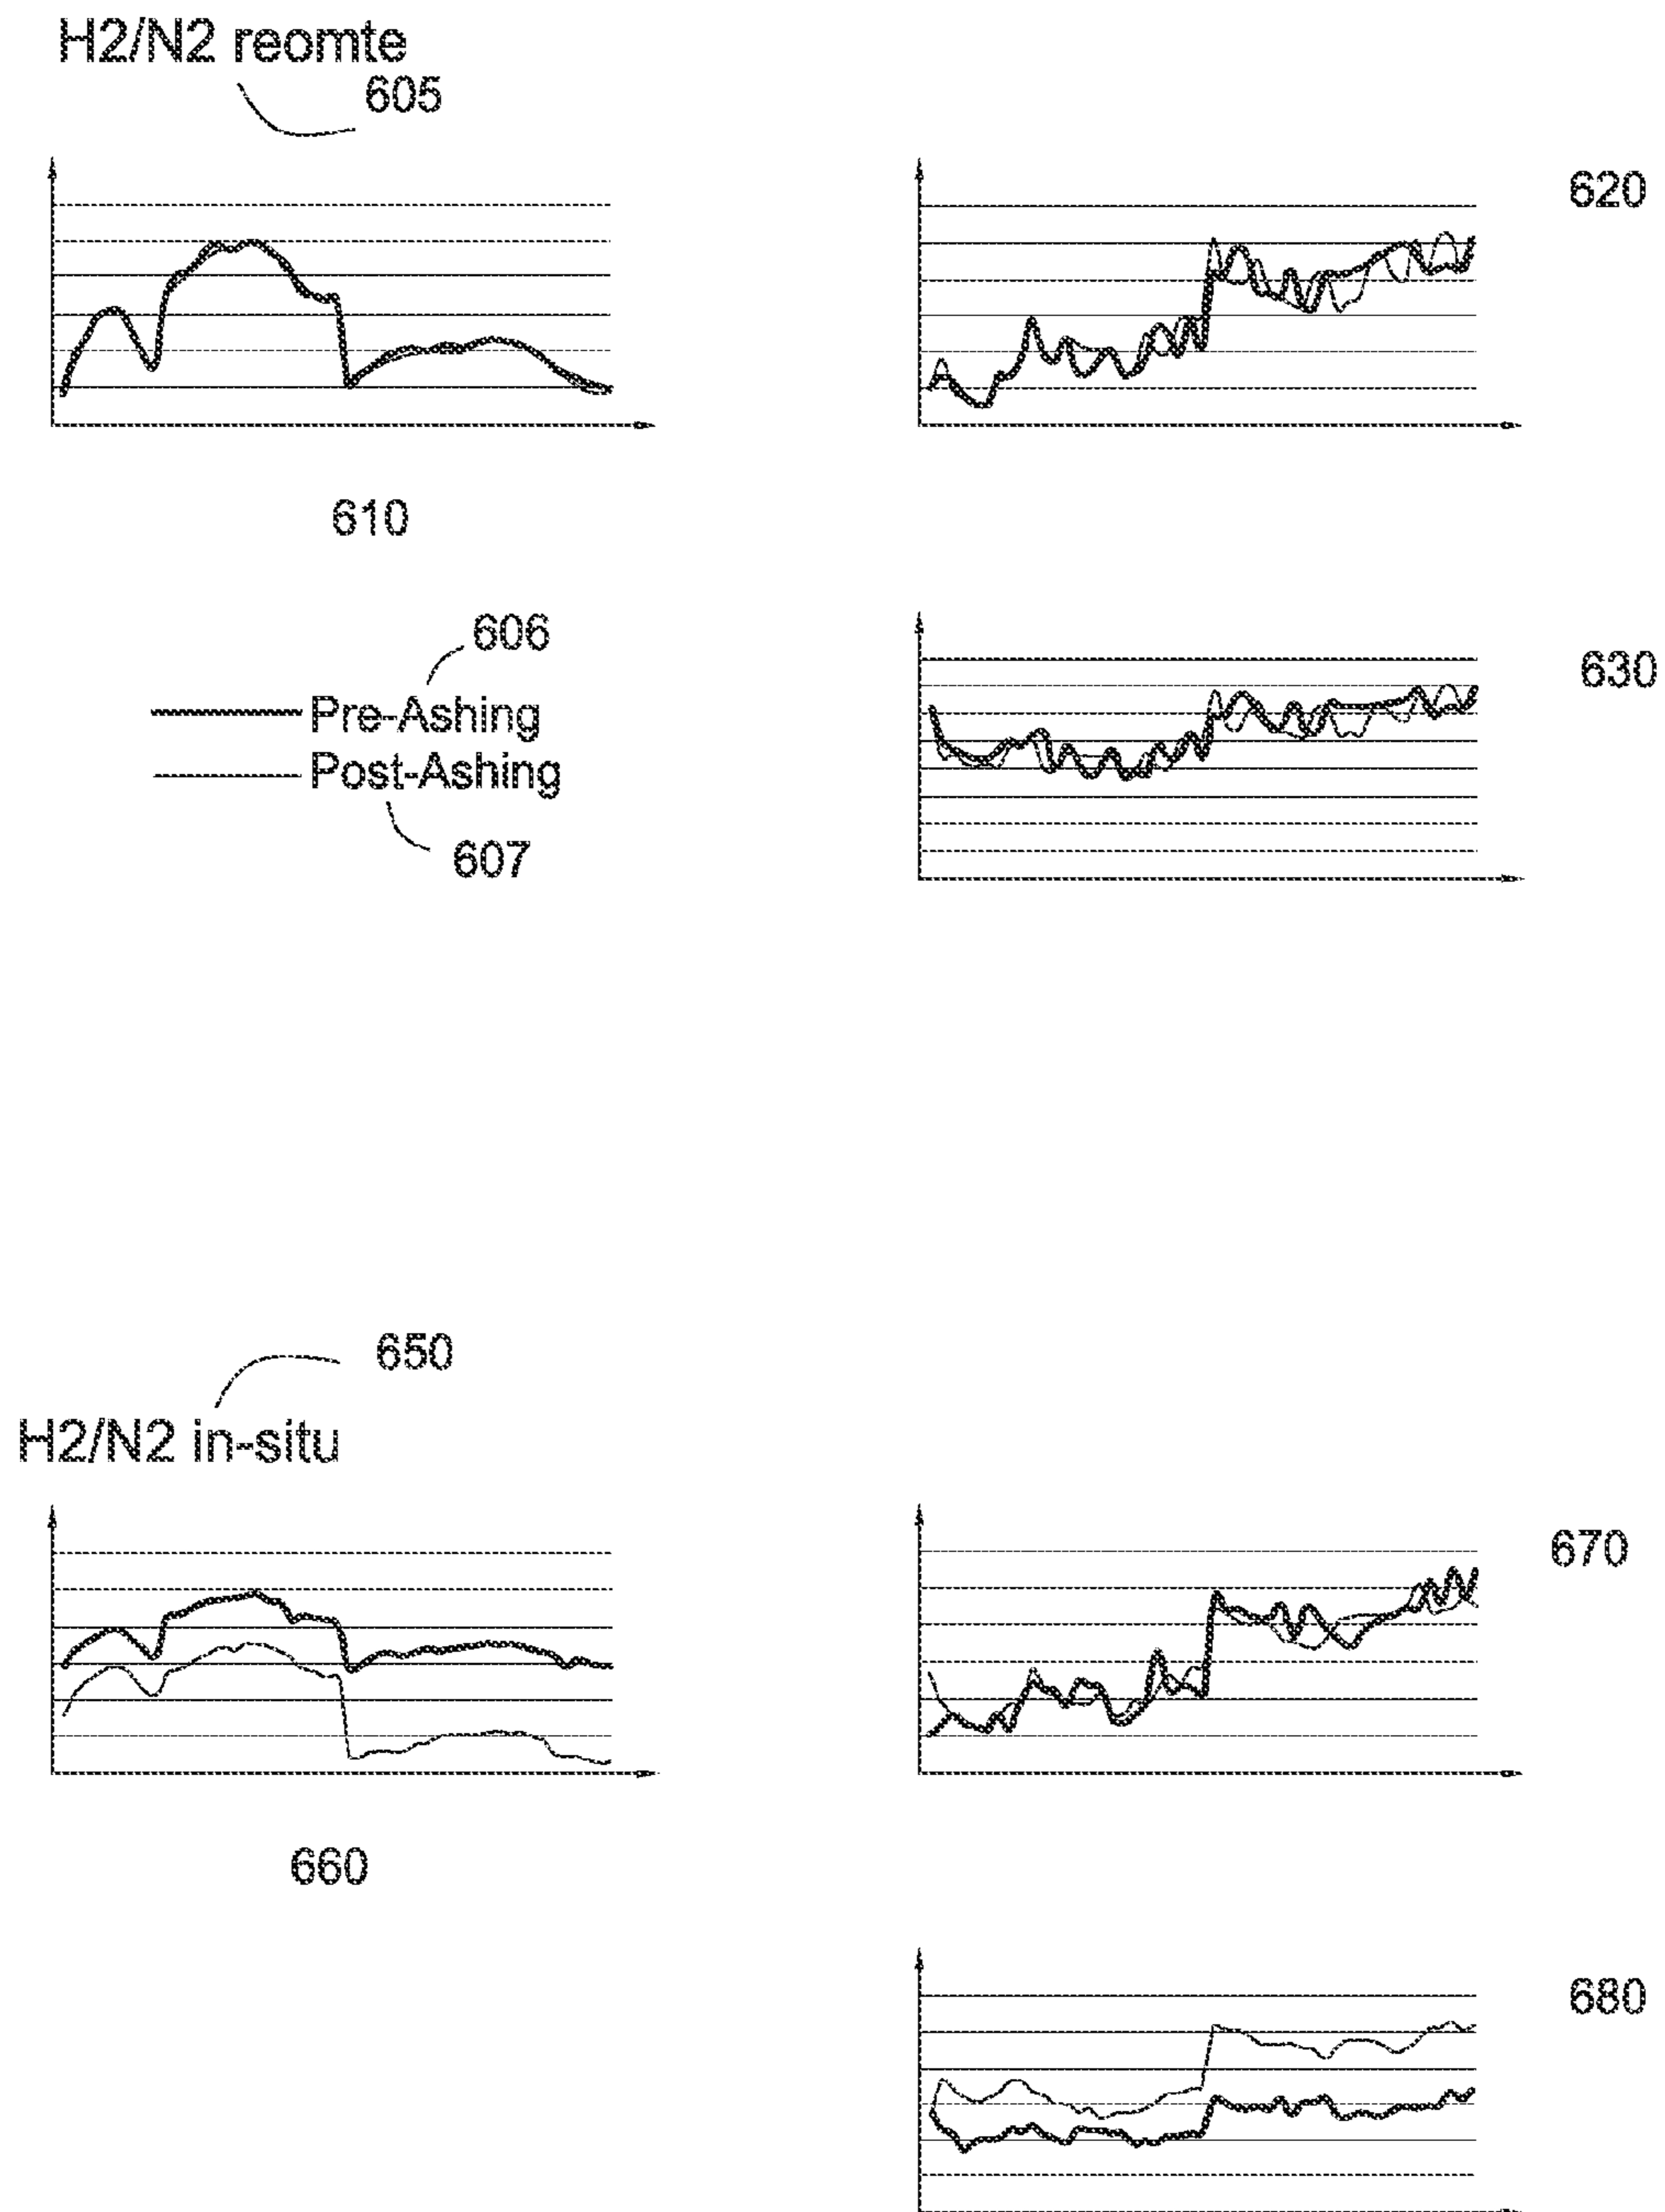 H2/N2 reomte
605
620
610
606
630
Pre-Ashing
Post-Ashing
607
650
H2/N2 in-situ
670
660
680